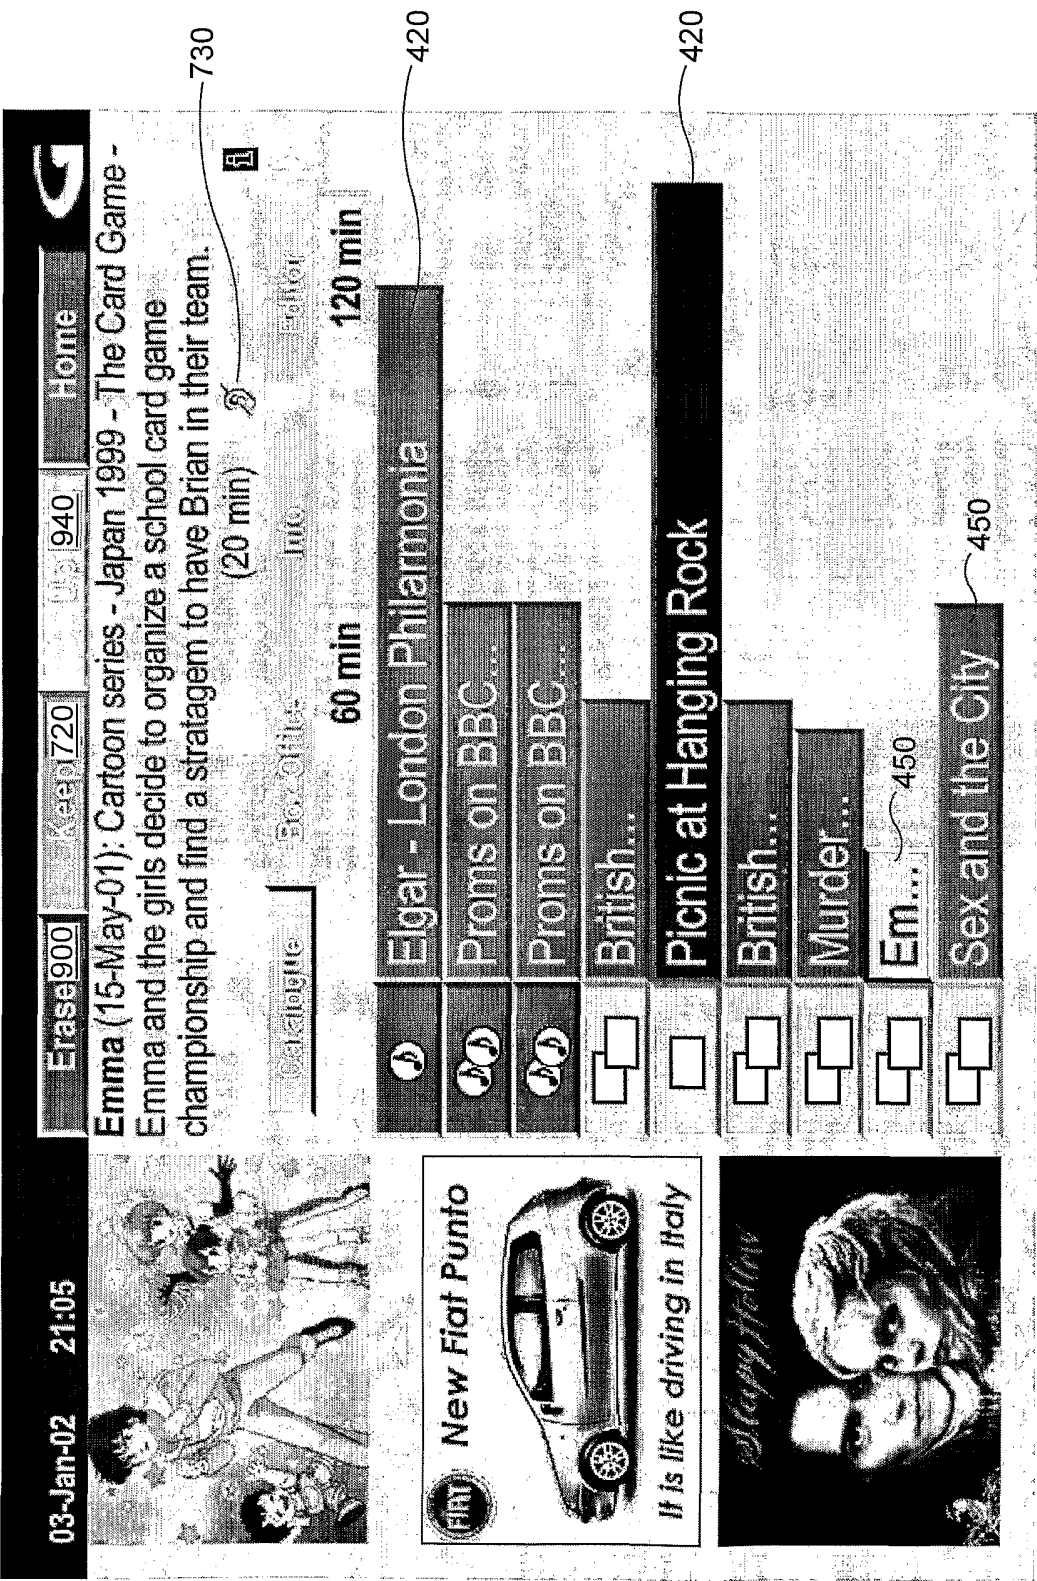 03-Jan-02 21:05
Erase 900 Keep 720 Up 940 Home
Emma (15-May-01): Cartoon series - Japan 1999 - The Card Game -
Emma and the girls decide to organize a school card game
championship and find a stratagem to have Brian in their team.
(20 min)
730
Catalogue Box Office Info Editor
60 min 120 min
Elgar - London Philarmonia
420
Proms on BBC....
Proms on BBC....
British...
Picnic at Hanging Rock
420
British...
Murder...
Em...
450
Sex and the City
450
FIAT New Fiat Punto
It is like driving in Italy